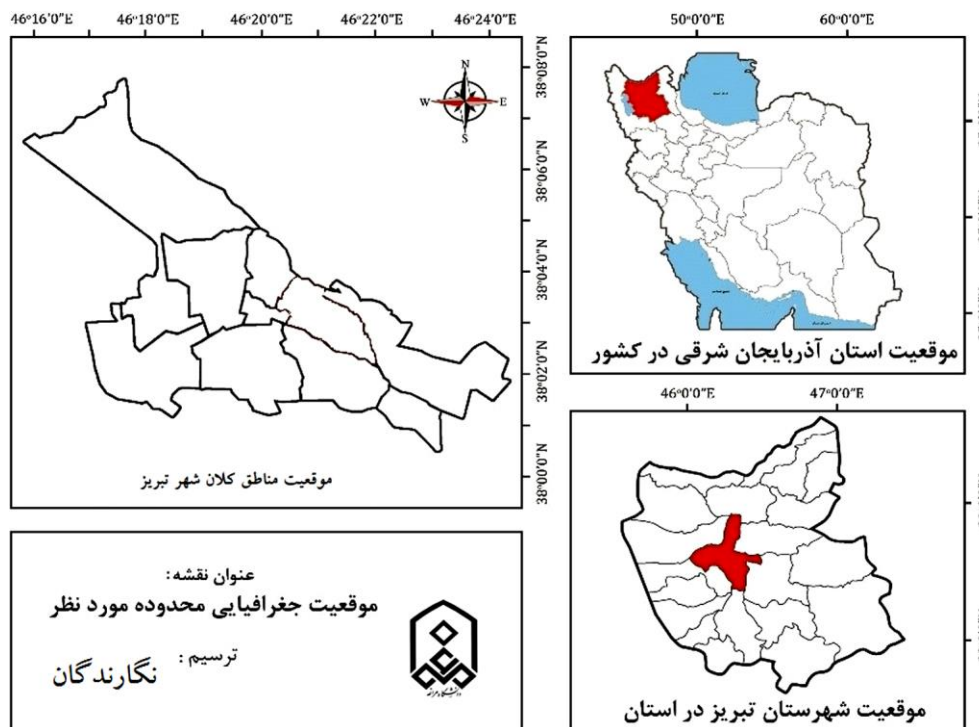 46°16'0"E 46°18'0"E 46°20'0"E 46°22'0"E 46°24'0"E
38°08'0"N
38°06'0"N
38°04'0"N
38°02'0"N
38°00'0"N
N
W E
S
موقعیت مناطق کلان شهر تبریز
50°0'0"E 60°0'0"E
موقعیت استان آذربایجان شرقی در کشور
46°0'0"E 47°0'0"E
موقعیت شهرستان تبریز در استان
عنوان نقشه:
موقعیت جغرافیایی محدوده مورد نظر
ترسیم :
نگارندگان